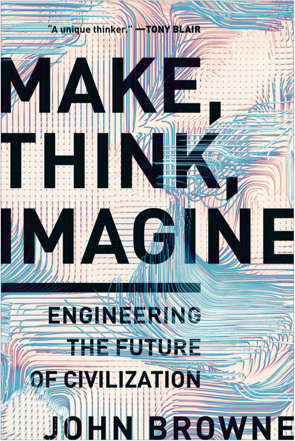 “A unique thinker.” —TONY BLAIR
MAKE,
THINK,
IMAGINE
ENGINEERING
THE FUTURE
OF CIVILIZATION
JOHN BROWNE